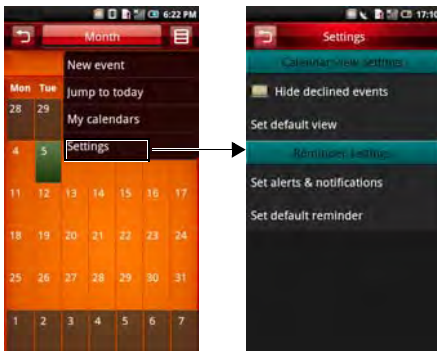 6:22 PM
Month
New event
Jump to today
My calendars
Settings
Mon Tue
28 29
4 5
11 12 13 14 15 16 17
18 19 20 21 22 23 24
25 26 27 28 29 30 31
1 2 3 4 5 6 7
17:10
Settings
Calendar view settings
Hide declined events
Set default view
Reminder settings
Set alerts & notifications
Set default reminder